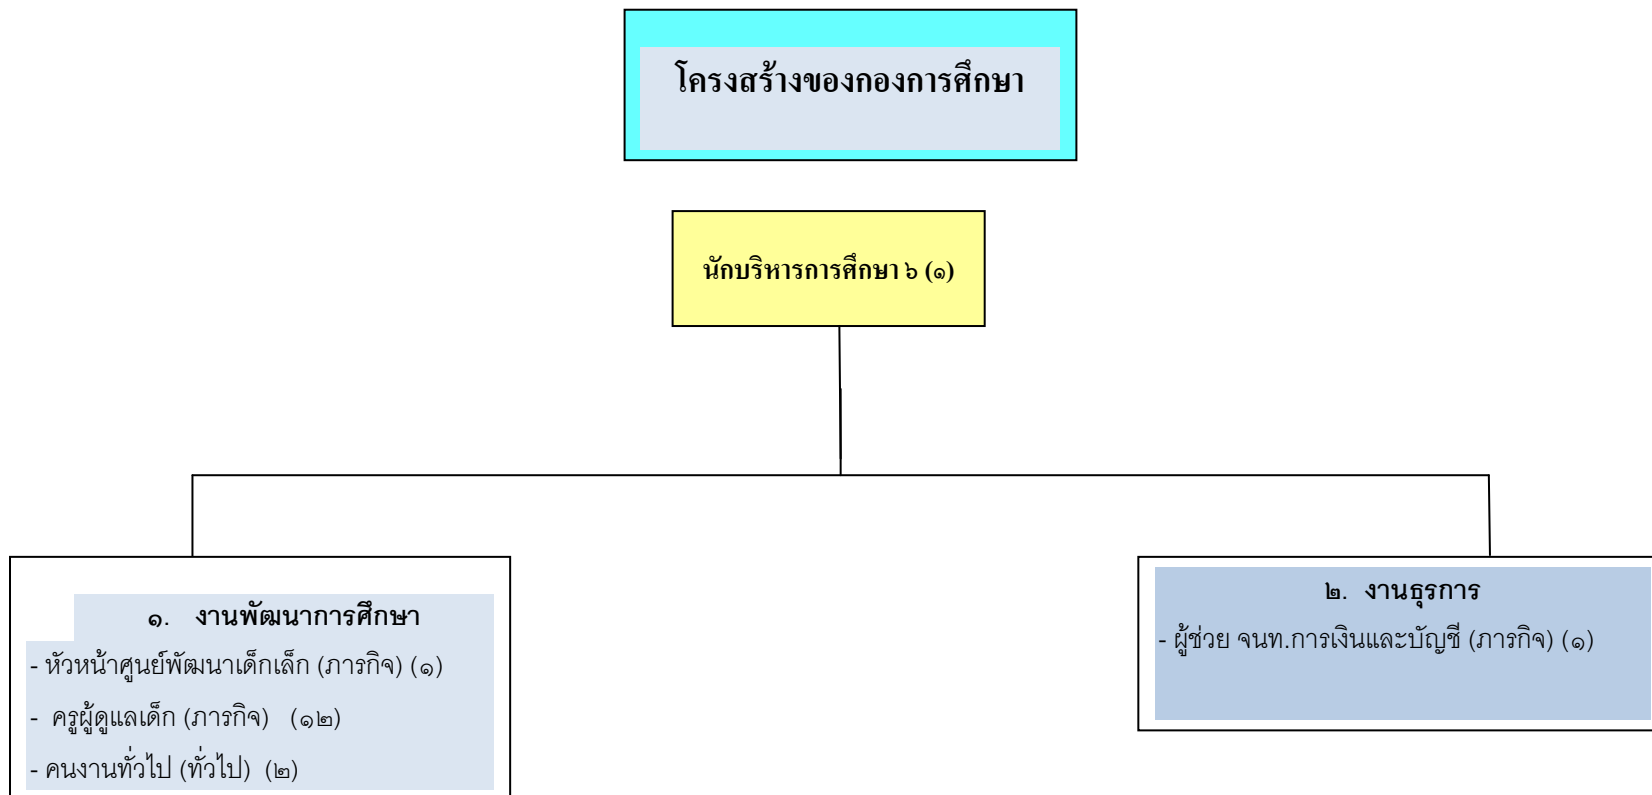 โครงสร้างของกองการศึกษา
นักบริหารการศึกษา ๖ (๑)
๑. งานพัฒนาการศึกษา
- หัวหน้าศูนย์พัฒนาเด็กเล็ก (ภารกิจ) (๑)
- ครูผู้ดูแลเด็ก (ภารกิจ) (๑๒)
- คนงานทั่วไป (ทั่วไป) (๒)
๒. งานธุรการ
- ผู้ช่วย จนท.การเงินและบัญชี (ภารกิจ) (๑)